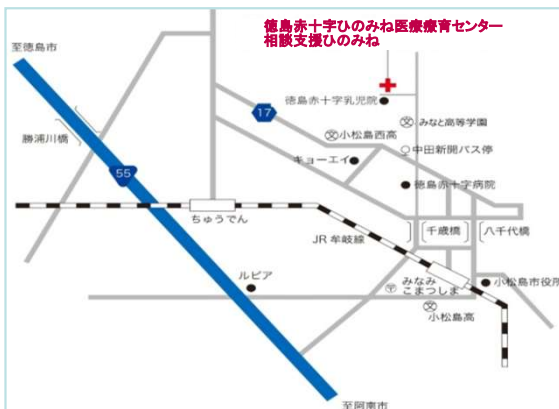 徳島赤十字ひのみね医療療育センター
相談支援ひのみね
至徳島市
徳島赤十字乳児院
17
みなと高等学園
勝浦川橋
小松島西高
中田新開バス停
キョーエイ
55
徳島赤十字病院
ちゅうでん
千歳橋
八千代橋
JR牟岐線
ルピア
みなみ
こまつしま
小松島市役所
小松島高
至阿南市